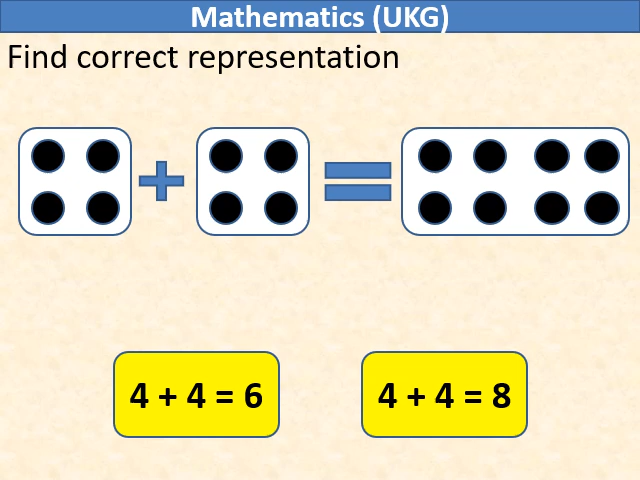 Mathematics (UKG)
Find correct representation
4 + 4 = 6
4 + 4 = 8